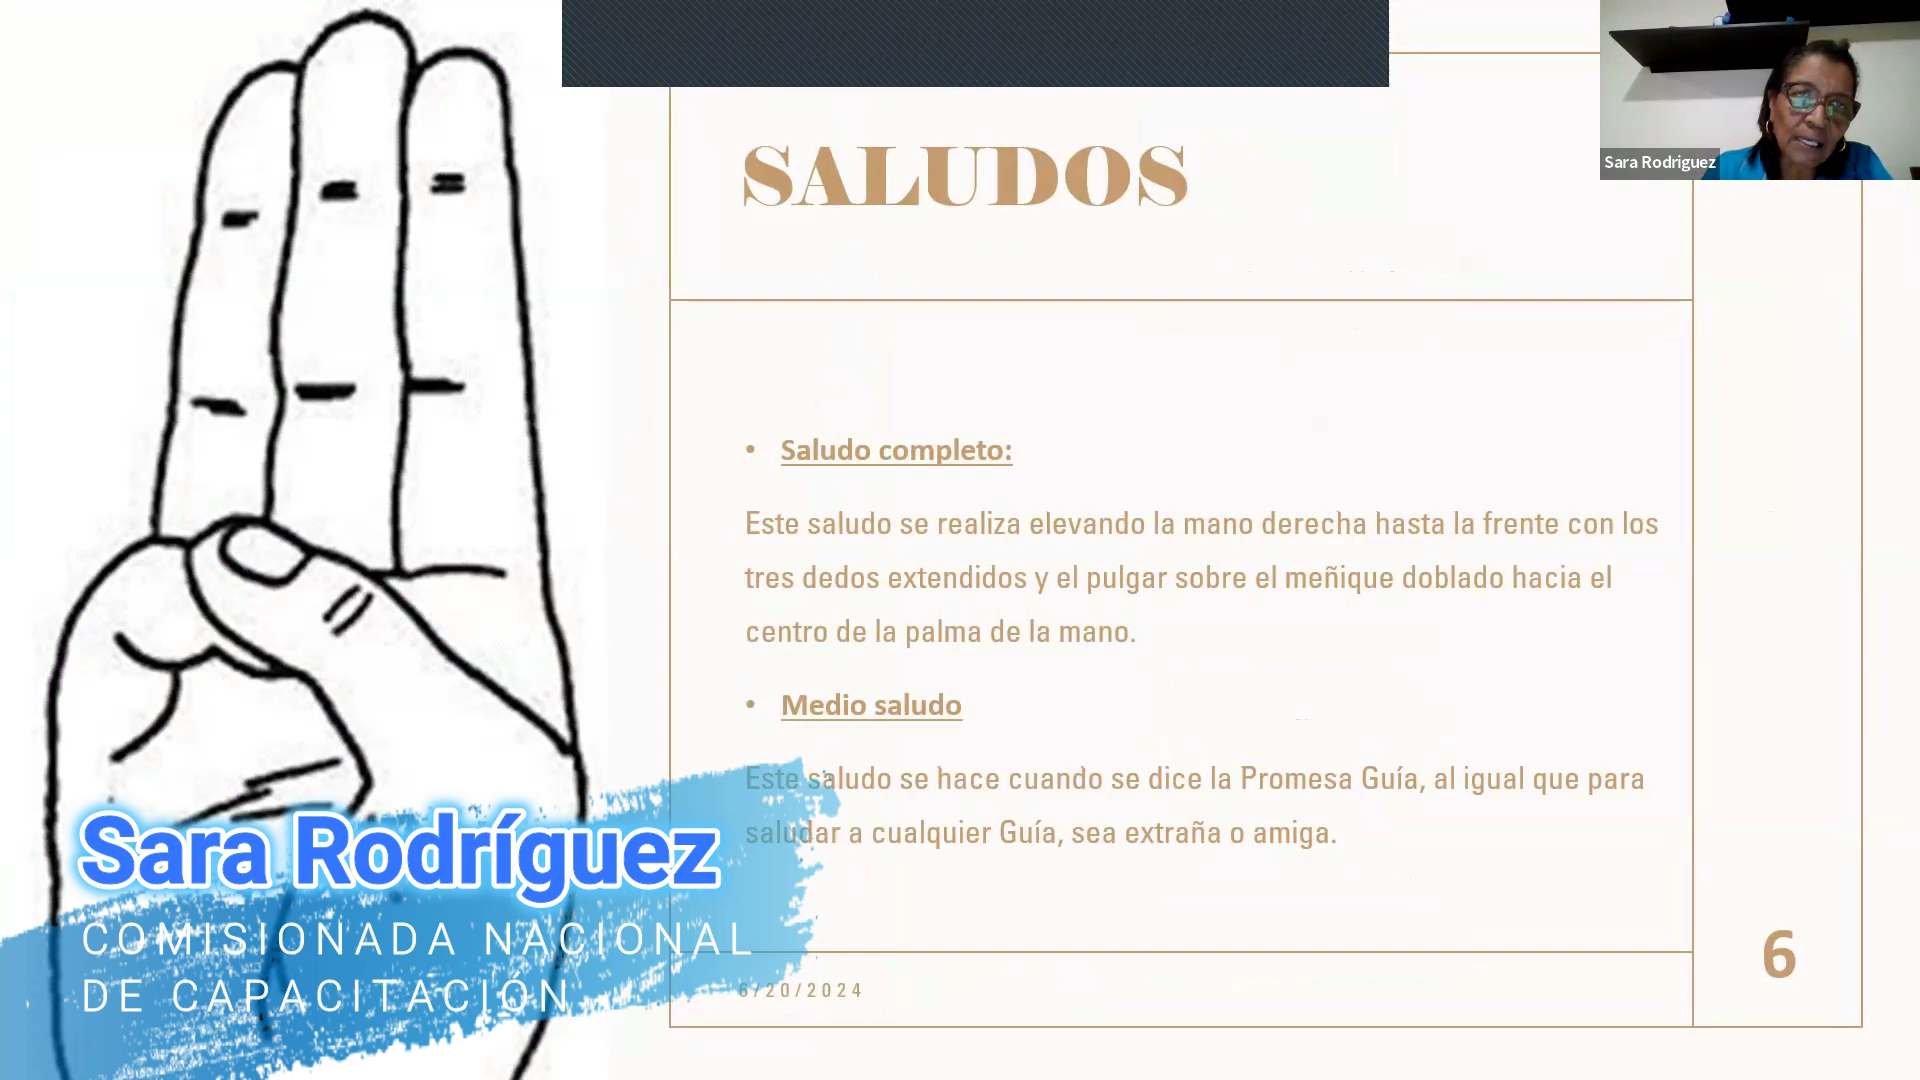 SALUDOS
Sara Rodriguez
• Saludo completo:
Este saludo se realiza elevando la mano derecha hasta la frente con los
tres dedos extendidos y el pulgar sobre el meñique doblado hacia el
centro de la palma de la mano.
• Medio saludo
Este saludo se hace cuando se dice la Promesa Guía, al igual que para
saludar a cualquier Guía, sea extraña o amiga.
Sara Rodríguez
COMISIONADA NACIONAL
DE CAPACITACIÓN
6/20/2024
6